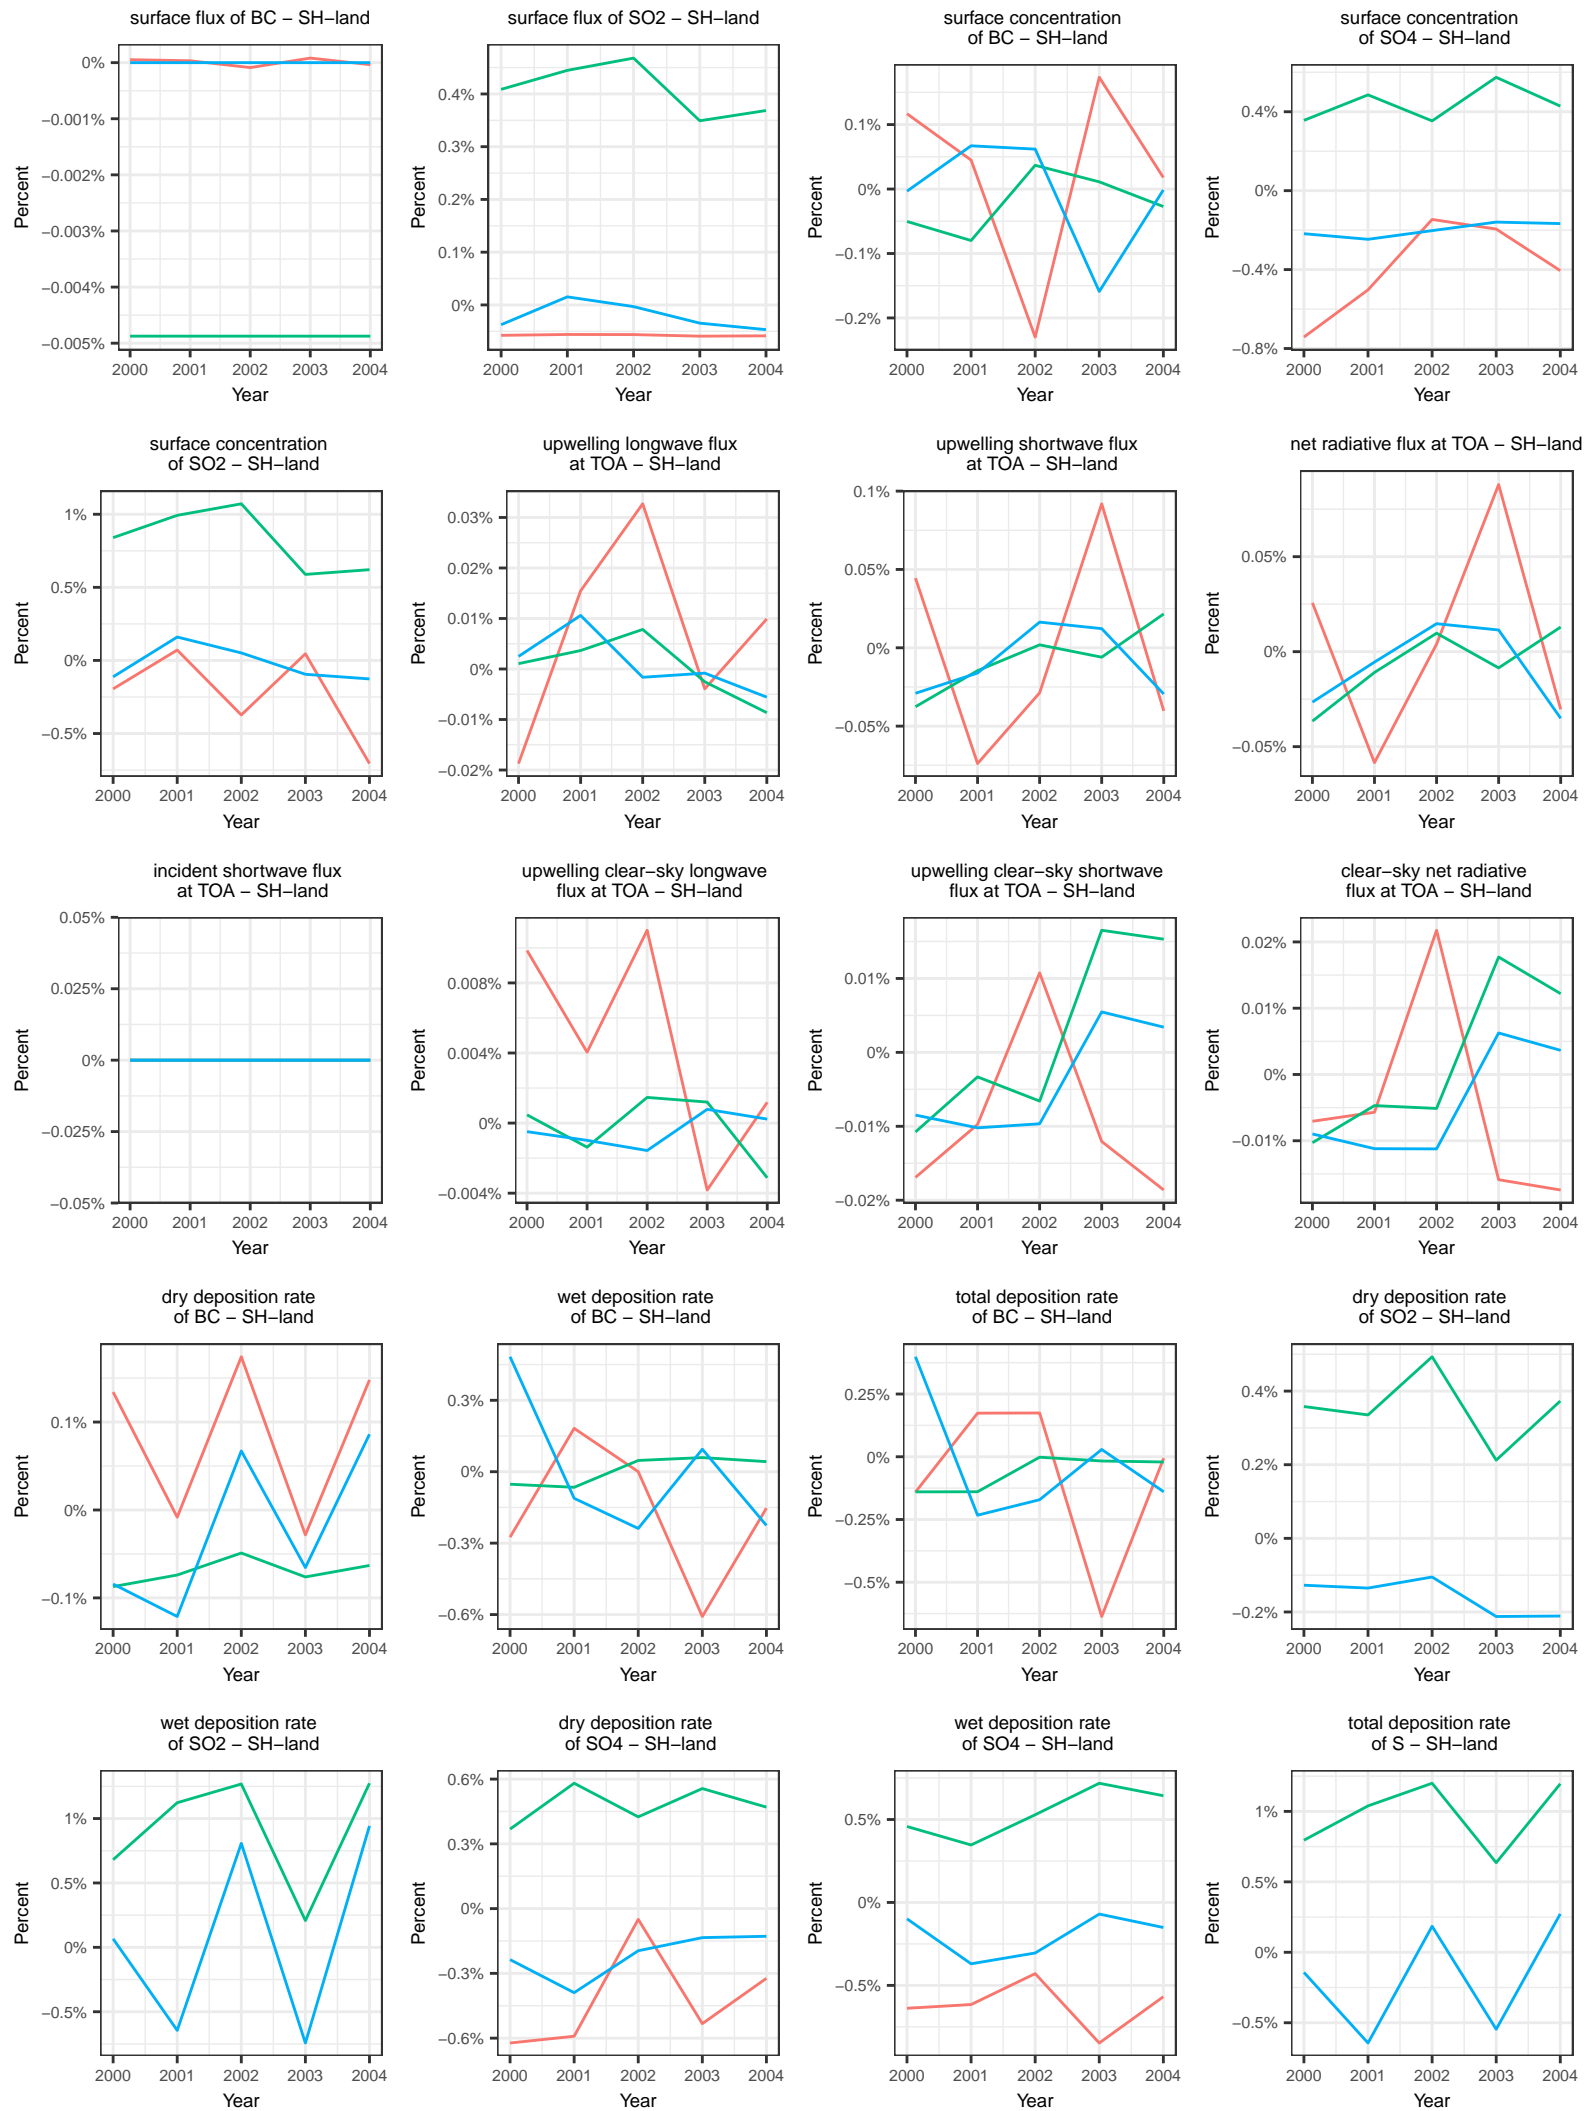 surface flux of BC − SH−land
0%
−0.001%
−0.002%
−0.003%
−0.004%
−0.005%
Percent
2000 2001 2002 2003 2004
Year
surface flux of SO2 − SH−land
0.4%
0.3%
0.2%
0.1%
0%
Percent
2000 2001 2002 2003 2004
Year
surface concentration
of BC − SH−land
0.1%
0%
−0.1%
−0.2%
Percent
2000 2001 2002 2003 2004
Year
surface concentration
of SO4 − SH−land
0.4%
0%
−0.4%
−0.8%
Percent
2000 2001 2002 2003 2004
Year
surface concentration
of SO2 − SH−land
1%
0.5%
0%
−0.5%
Percent
2000 2001 2002 2003 2004
Year
upwelling longwave flux
at TOA − SH−land
0.03%
0.02%
0.01%
0%
−0.01%
−0.02%
Percent
2000 2001 2002 2003 2004
Year
upwelling shortwave flux
at TOA − SH−land
0.1%
0.05%
0%
−0.05%
Percent
2000 2001 2002 2003 2004
Year
net radiative flux at TOA − SH−land
0.05%
0%
−0.05%
Percent
2000 2001 2002 2003 2004
Year
incident shortwave flux
at TOA − SH−land
0.05%
0.025%
0%
−0.025%
−0.05%
Percent
2000 2001 2002 2003 2004
Year
upwelling clear−sky longwave
flux at TOA − SH−land
0.008%
0.004%
0%
−0.004%
Percent
2000 2001 2002 2003 2004
Year
upwelling clear−sky shortwave
flux at TOA − SH−land
0.01%
0%
−0.01%
−0.02%
Percent
2000 2001 2002 2003 2004
Year
clear−sky net radiative
flux at TOA − SH−land
0.02%
0.01%
0%
−0.01%
Percent
2000 2001 2002 2003 2004
Year
dry deposition rate
of BC − SH−land
0.1%
0%
−0.1%
Percent
2000 2001 2002 2003 2004
Year
wet deposition rate
of BC − SH−land
0.3%
0%
−0.3%
−0.6%
Percent
2000 2001 2002 2003 2004
Year
total deposition rate
of BC − SH−land
0.25%
0%
−0.25%
−0.5%
Percent
2000 2001 2002 2003 2004
Year
dry deposition rate
of SO2 − SH−land
0.4%
0.2%
0%
−0.2%
Percent
2000 2001 2002 2003 2004
Year
wet deposition rate
of SO2 − SH−land
1%
0.5%
0%
−0.5%
Percent
2000 2001 2002 2003 2004
Year
dry deposition rate
of SO4 − SH−land
0.6%
0.3%
0%
−0.3%
−0.6%
Percent
2000 2001 2002 2003 2004
Year
wet deposition rate
of SO4 − SH−land
0.5%
0%
−0.5%
Percent
2000 2001 2002 2003 2004
Year
total deposition rate
of S − SH−land
1%
0.5%
0%
−0.5%
Percent
2000 2001 2002 2003 2004
Year